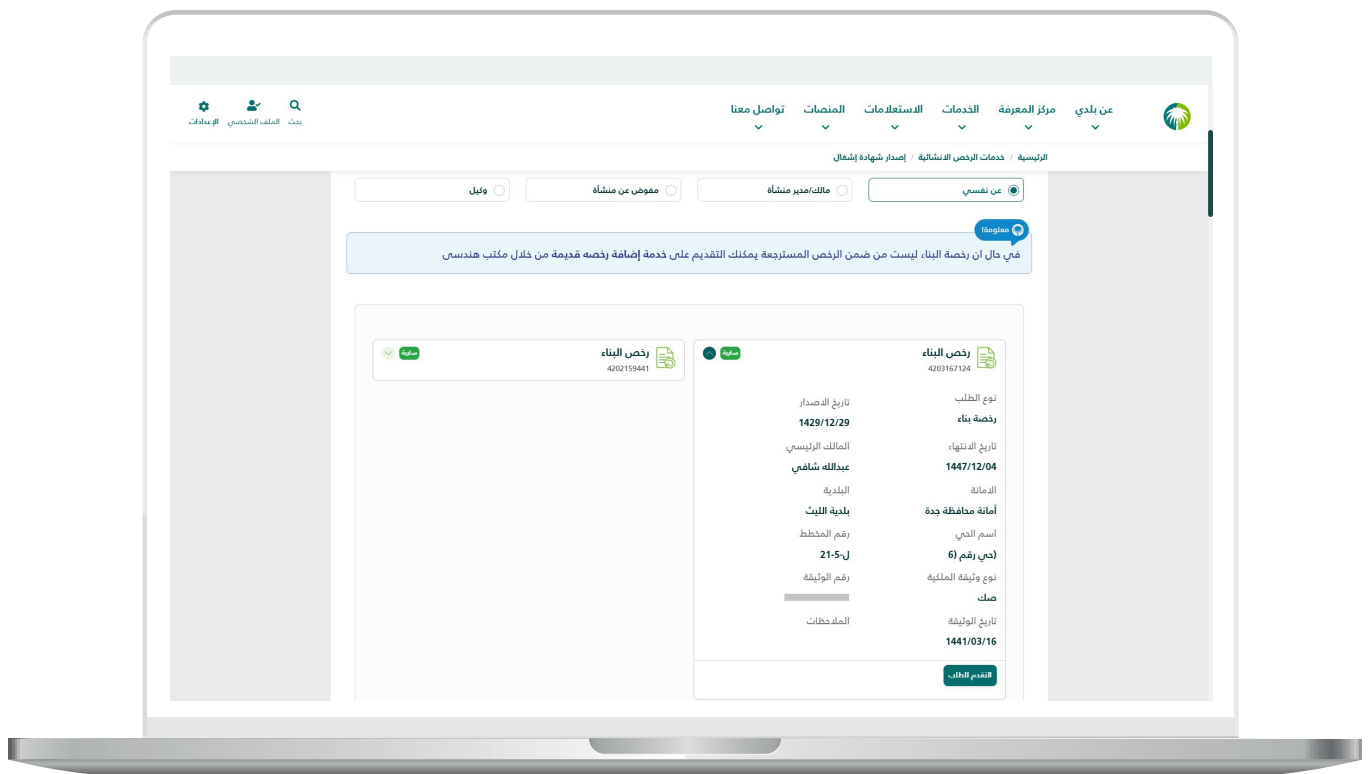 عن بلدي مركز المعرفة الخدمات الاستعلامات المنصات تواصل معنا
بحث الملف الشخصي الإعدادات
الرئيسية / خدمات الرخص الانشائية / إصدار شهادة إشغال
عن نفسي مالك/مدير منشأة مفوض عن منشأة وكيل
معلومة!
في حال ان رخصة البناء ليست من ضمن الرخص المسترجعة يمكنك التقديم على خدمة إضافة رخصه قديمة من خلال مكتب هندسى
رخص البناء سارية
4203167124
نوع الطلب تاريخ الاصدار
رخصة بناء 1429/12/29
تاريخ الانتهاء المالك الرئيسي
1447/12/04 عبدالله شافي
الامانة البلدية
أمانة محافظة جدة بلدية الليث
اسم الحي رقم المخطط
(حي رقم (6 ل-5-21
نوع وثيقة الملكية رقم الوثيقة
صك
تاريخ الوثيقة الملاحظات
1441/03/16
التقدم للطلب
رخص البناء سارية
4202159441